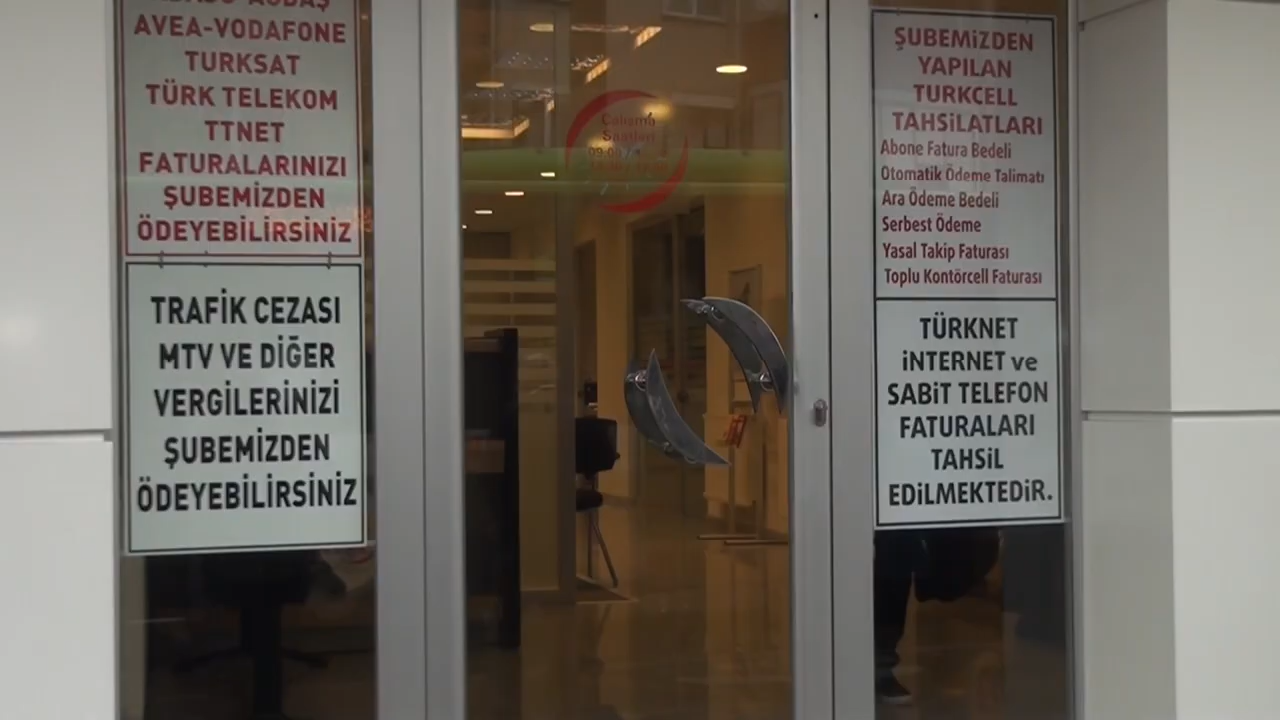 AVEA-VODAFONE
TURKSAT
TÜRK TELEKOM
TTNET
FATURALARINIZI
ŞUBEMİZDEN
ÖDEYEBİLİRSİNİZ
TRAFİK CEZASI
MTV VE DİĞER
VERGİLERİNİZİ
ŞUBEMİZDEN
ÖDEYEBİLİRSİNİZ
Çalışma
Saatleri
ŞUBEMİZDEN
YAPILAN
TURKCELL
TAHSİLATLARI
Abone Fatura Bedeli
Otomatik Ödeme Talimatı
Ara Ödeme Bedeli
Serbest Ödeme
Yasal Takip Faturası
Toplu Kontörcell Faturası
TÜRKNET
İNTERNET ve
SABİT TELEFON
FATURALARI
TAHSİL
EDİLMEKTEDİR.